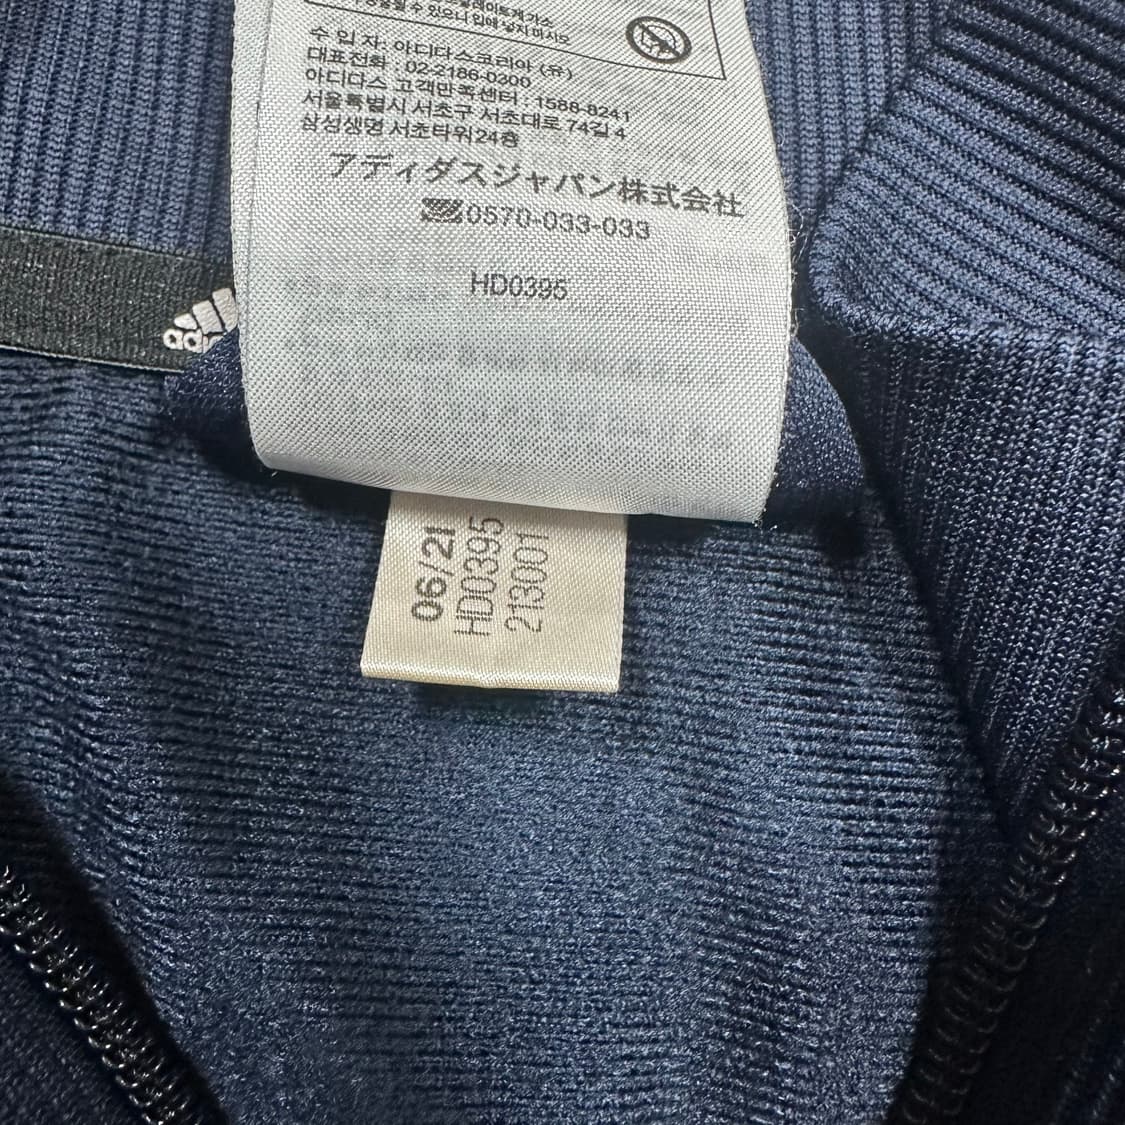 수 입 자: 아디다스코리아 (유)
대표전화 : 02-2186-0300
아디다스 고객만족센터 : 1588-8241
서울특별시 서초구 서초대로 74길 4
삼성생명 서초타워24층
アディダスジャパン株式会社
0570-033-033
HD0395
06/21
HD0395
213001